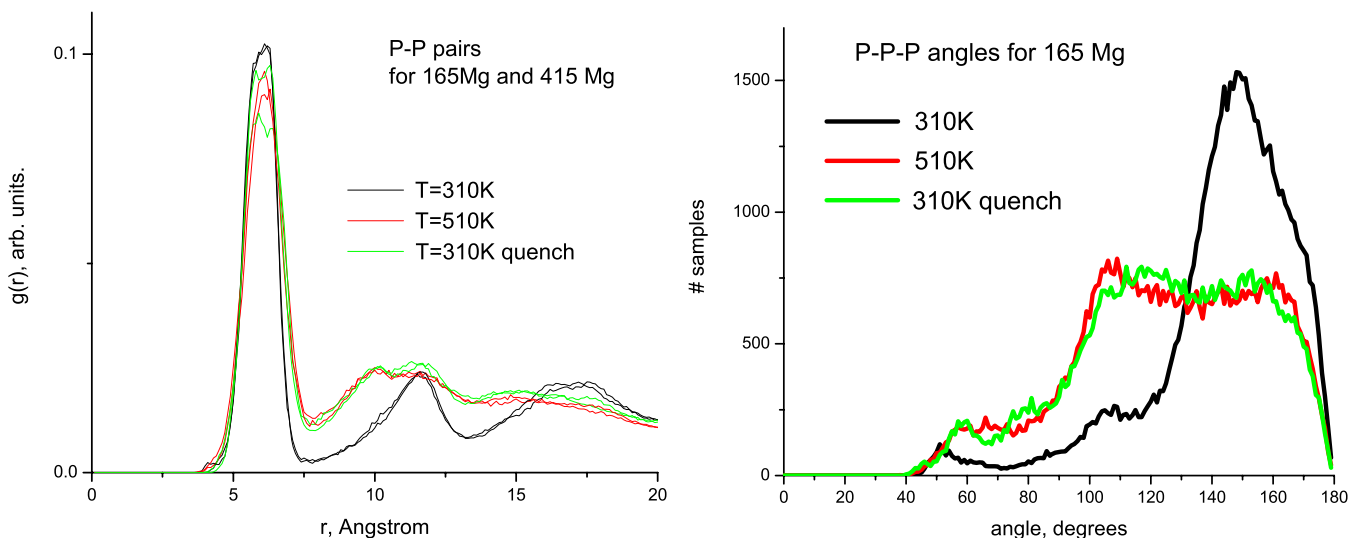 P-P pairs
for 165Mg and 415 Mg
T=310K
T=510K
T=310K quench
g(r), arb. units.
0.1
0.0
0
5
10
15
20
r, Angstrom
P-P-P angles for 165 Mg
310K
510K
310K quench
# samples
1500
1000
500
0
0
20
40
60
80
100
120
140
160
180
angle, degrees